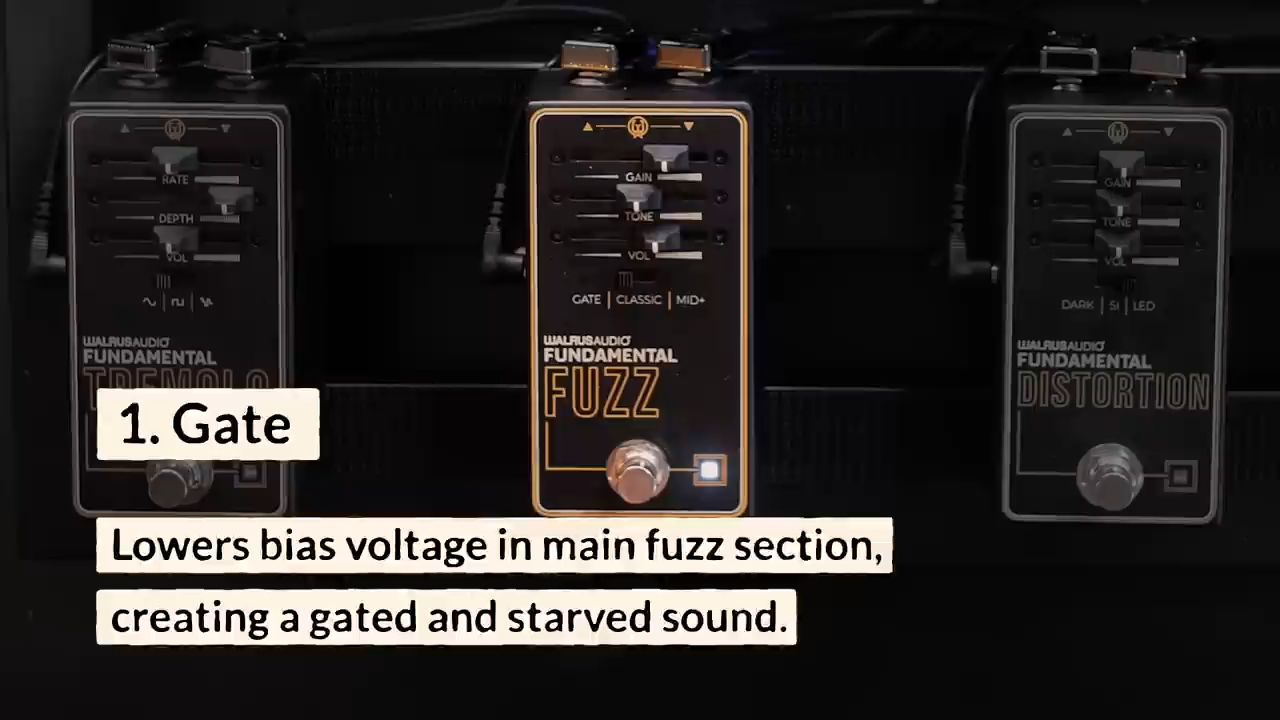 RATE
DEPTH
VOL
WALRUSAUDIO
FUNDAMENTAL
TREMOLO
GAIN
TONE
VOL
GATE | CLASSIC | MID+
WALRUSAUDIO
FUNDAMENTAL
FUZZ
GAIN
TONE
VOL
DARK | SI | LED
WALRUSAUDIO
FUNDAMENTAL
DISTORTION
1. Gate
Lowers bias voltage in main fuzz section,
creating a gated and starved sound.